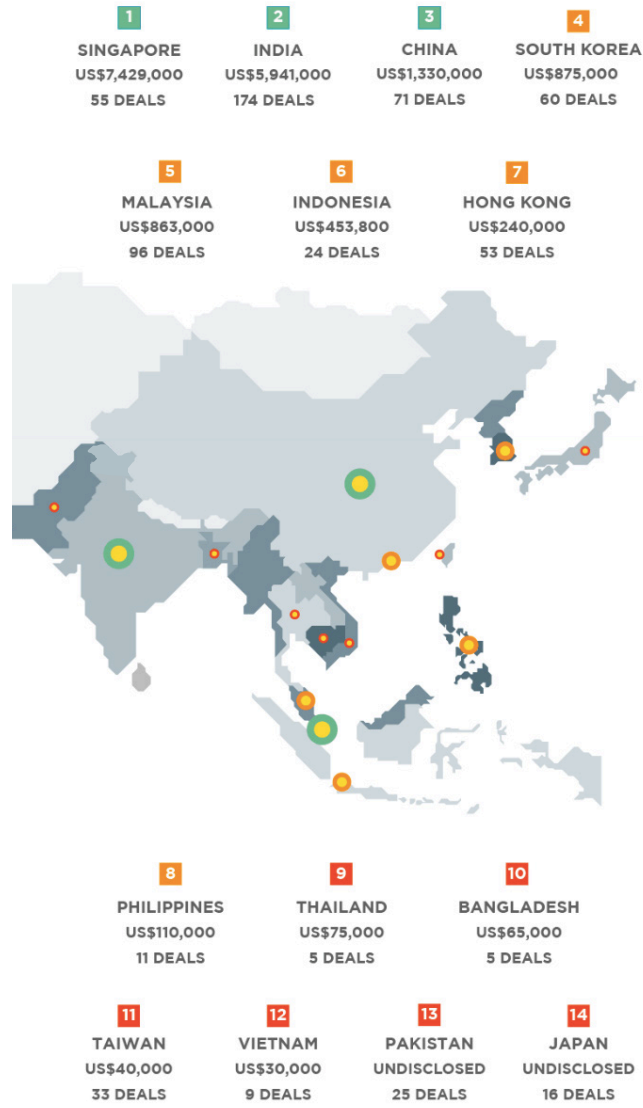 1
SINGAPORE
US$7,429,000
55 DEALS
2
INDIA
US$5,941,000
174 DEALS
3
CHINA
US$1,330,000
71 DEALS
4
SOUTH KOREA
US$875,000
60 DEALS
5
MALAYSIA
US$863,000
96 DEALS
6
INDONESIA
US$453,800
24 DEALS
7
HONG KONG
US$240,000
53 DEALS
8
PHILIPPINES
US$110,000
11 DEALS
9
THAILAND
US$75,000
5 DEALS
10
BANGLADESH
US$65,000
5 DEALS
11
TAIWAN
US$40,000
33 DEALS
12
VIETNAM
US$30,000
9 DEALS
13
PAKISTAN
UNDISCLOSED
25 DEALS
14
JAPAN
UNDISCLOSED
16 DEALS